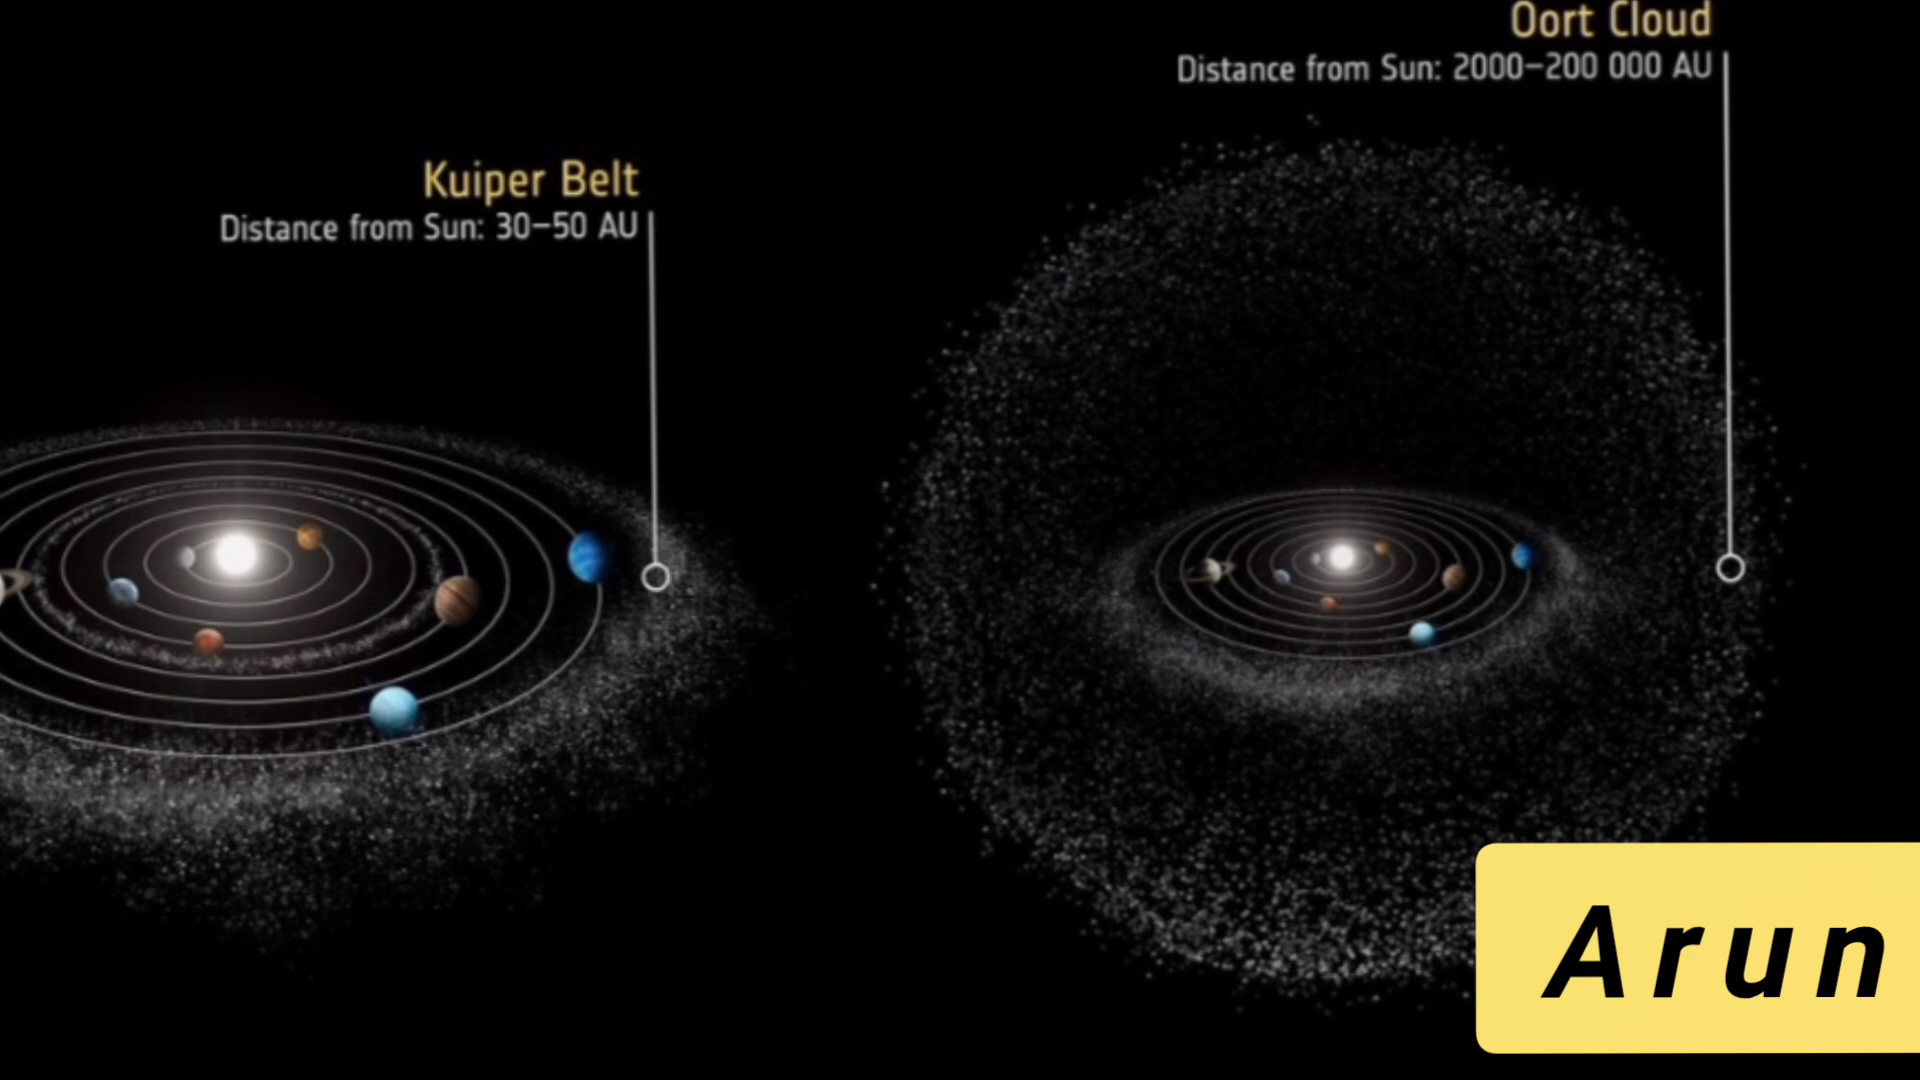 Oort Cloud
Distance from Sun: 2000–200 000 AU
Kuiper Belt
Distance from Sun: 30–50 AU
Arun